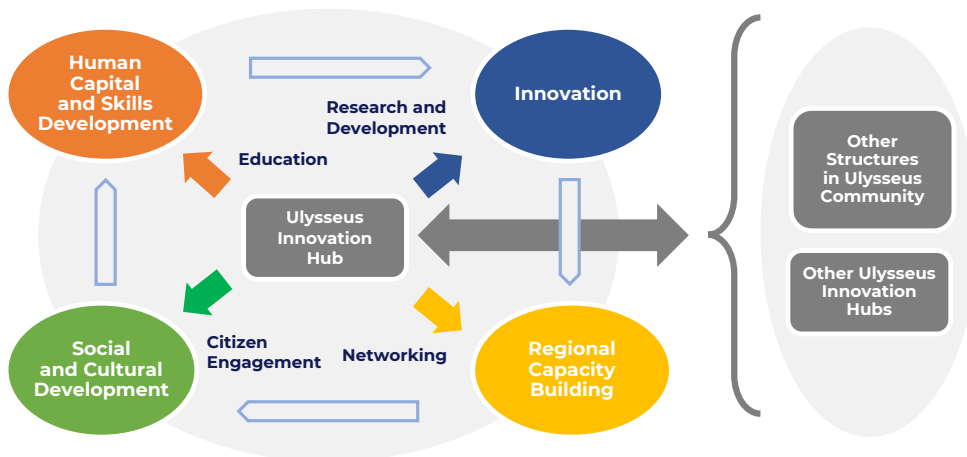 Human
Capital
and Skills
Development
Innovation
Research and
Development
Education
Ulysseus
Innovation
Hub
Citizen
Engagement
Networking
Social
and Cultural
Development
Regional
Capacity
Building
Other
Structures
in Ulysseus
Community
Other Ulysseus
Innovation
Hubs